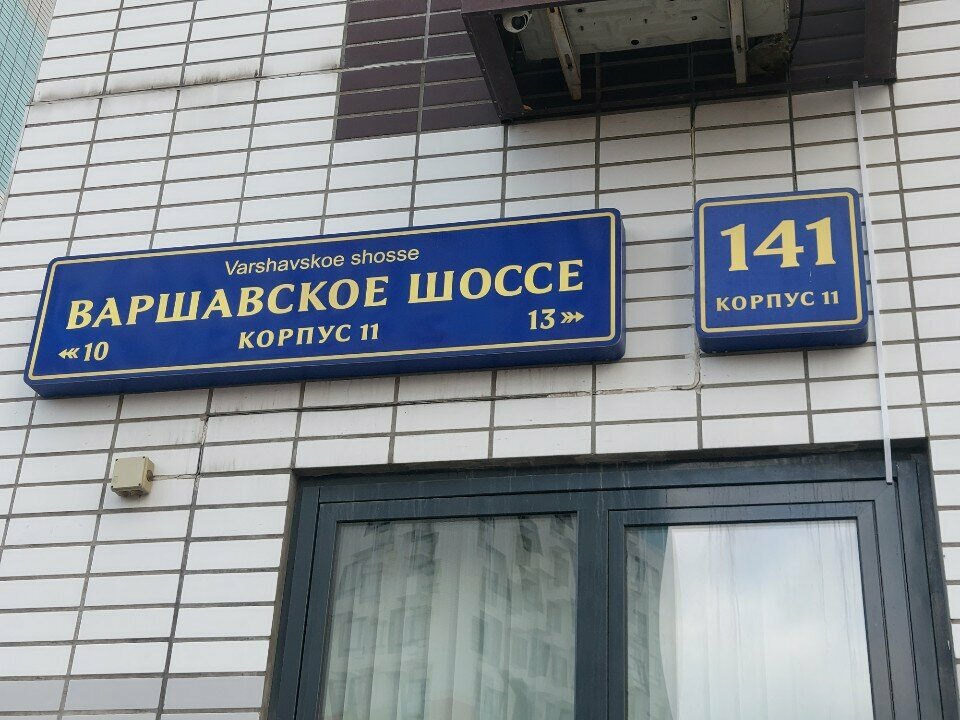 Varshavskoe shosse
ВАРШАВСКОЕ ШОССЕ
КОРПУС 11
10
13
141
КОРПУС 11